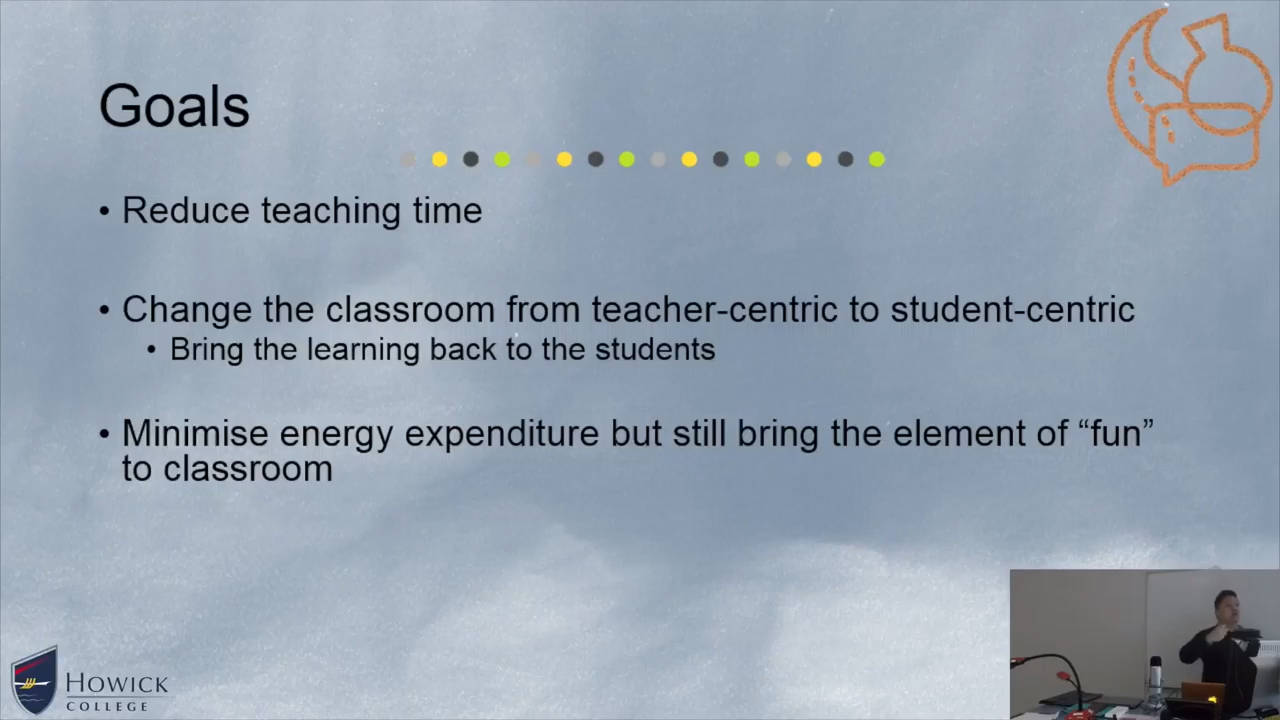 Goals
• Reduce teaching time
• Change the classroom from teacher-centric to student-centric
• Bring the learning back to the students
• Minimise energy expenditure but still bring the element of “fun”
to classroom
HOWICK
COLLEGE